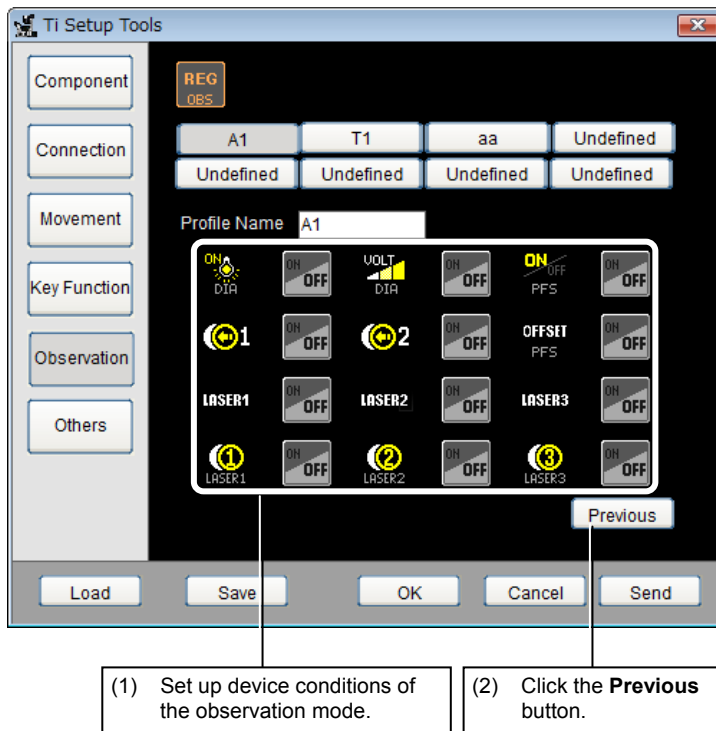 Ti Setup Tools
Component
REG
OBS
A1 T1 aa Undefined
Connection
Undefined Undefined Undefined Undefined
Movement
Profile Name A1
ON DIA ON OFF VOLT DIA ON OFF ON/OFF PFS ON OFF
Key Function
1 ON OFF 2 ON OFF OFFSET PFS ON OFF
Observation
LASER1 ON OFF LASER2 ON OFF LASER3 ON OFF
Others
1 LASER1 ON OFF 2 LASER2 ON OFF 3 LASER3 ON OFF
Previous
Load Save OK Cancel Send
(1) Set up device conditions of
the observation mode.
(2) Click the Previous
button.